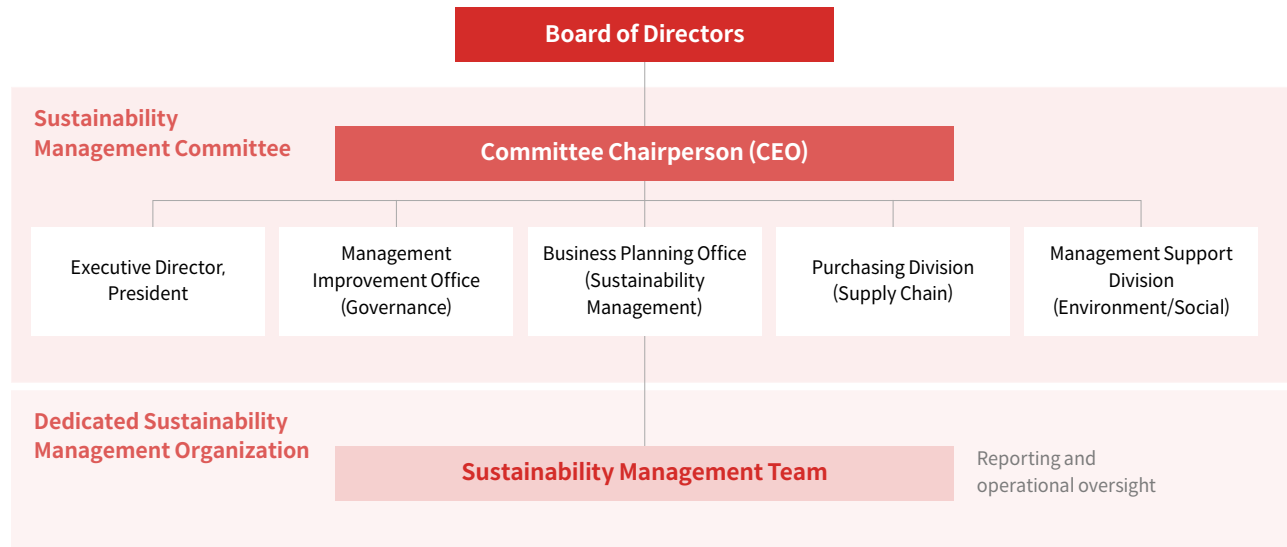 Board of Directors
Sustainability
Management Committee
Committee Chairperson (CEO)
Executive Director,
President
Management
Improvement Office
(Governance)
Business Planning Office
(Sustainability
Management)
Purchasing Division
(Supply Chain)
Management Support
Division
(Environment/Social)
Dedicated Sustainability
Management Organization
Sustainability Management Team
Reporting and
operational oversight